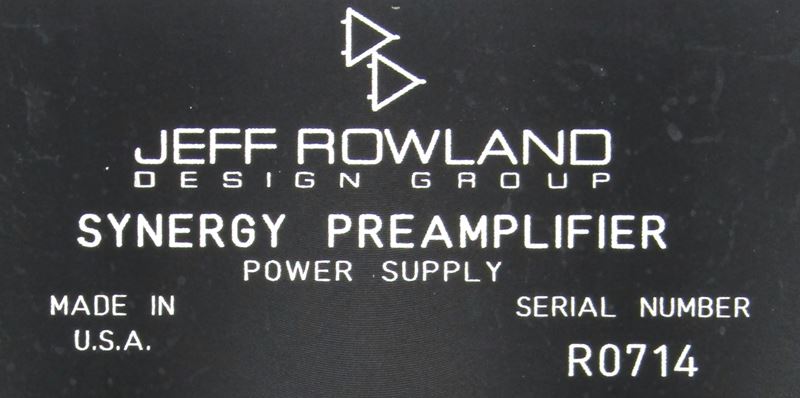 JEFF ROWLAND
DESIGN GROUP
SYNERGY PREAMPLIFIER
POWER SUPPLY
MADE IN
U.S.A.
SERIAL NUMBER
R0714